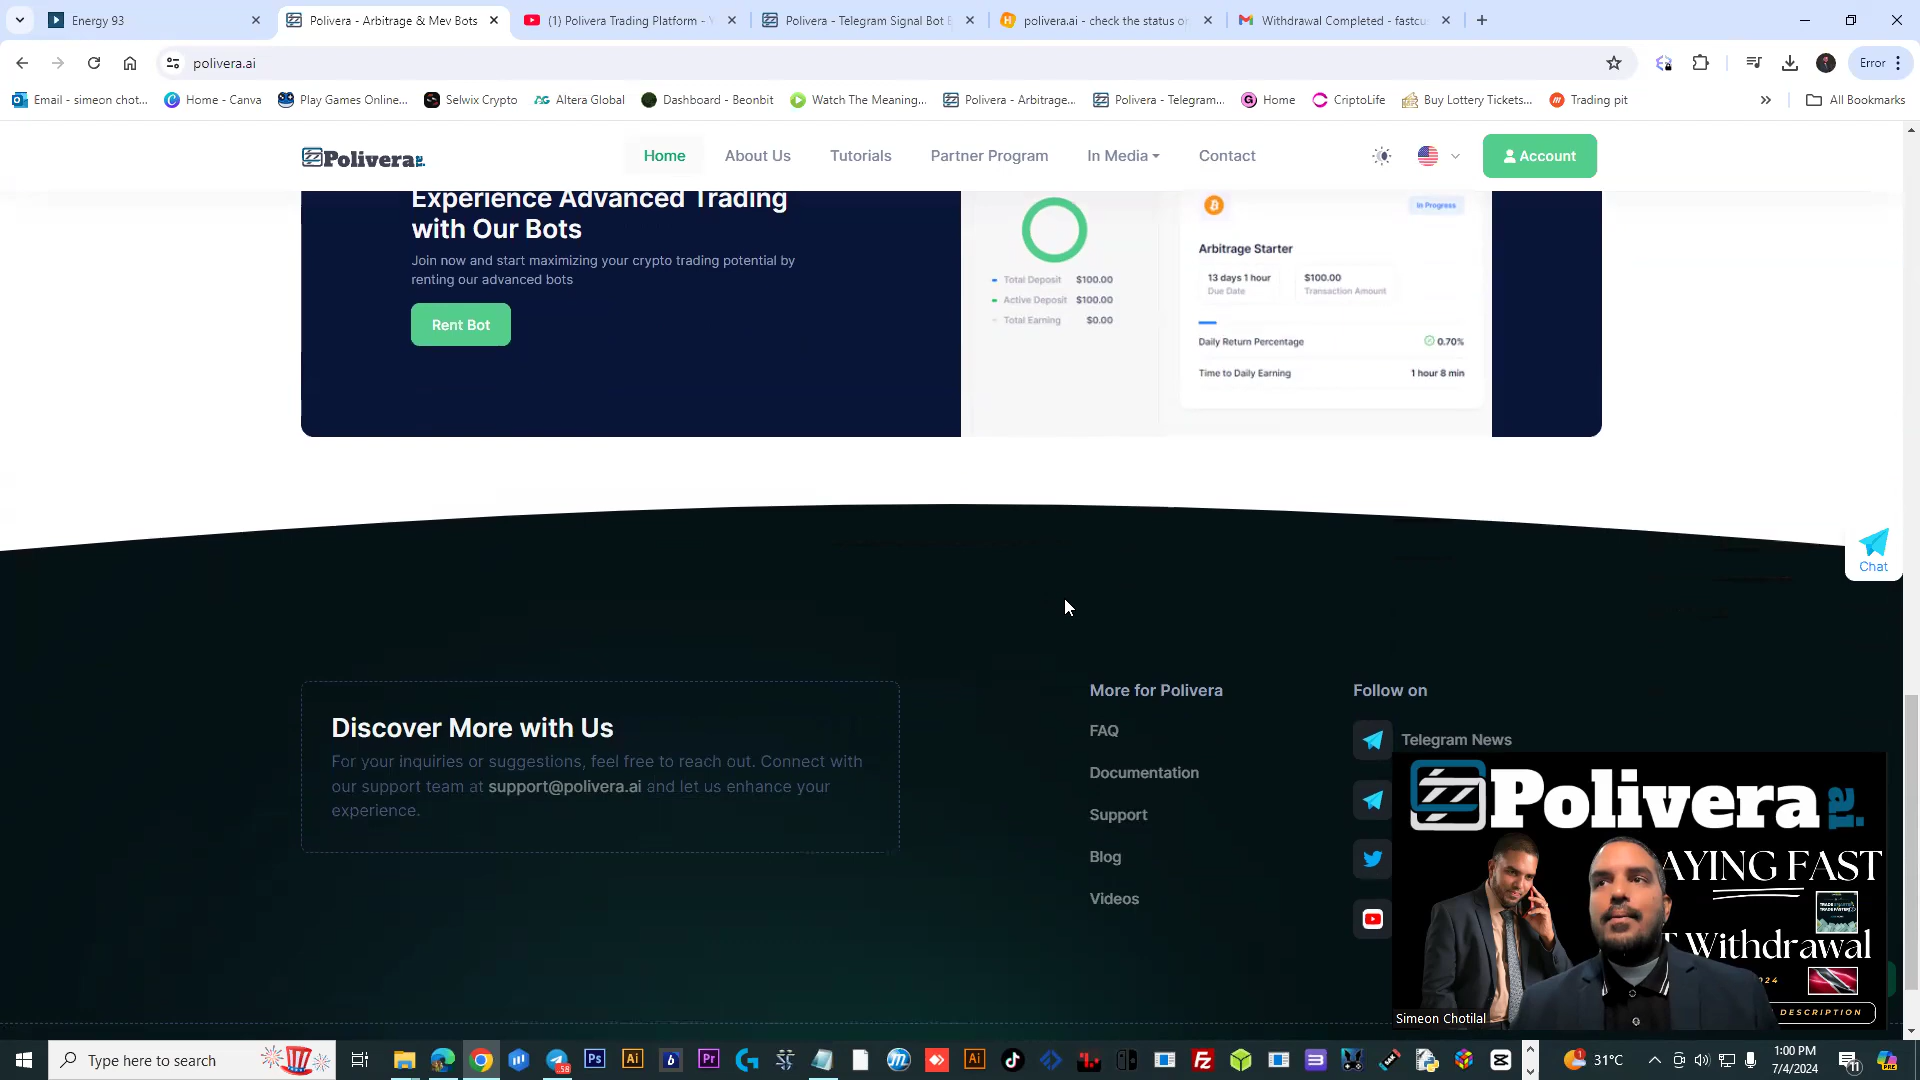 Energy 93
Polivera - Arbitrage & Mev Bots
(1) Polivera Trading Platform -
Polivera - Telegram Signal Bot
polivera.ai - check the status o
Withdrawal Completed - fastcu
polivera.ai
Error
Email - simeon chot...
Home - Canva
Play Games Online...
Selwix Crypto
Altera Global
Dashboard - Beonbit
Watch The Meaning...
Polivera - Arbitrage...
Polivera - Telegram...
Home
CriptoLife
Buy Lottery Tickets...
Trading pit
All Bookmarks
Polivera
Home
About Us
Tutorials
Partner Program
In Media
Contact
Account
Experience Advanced Trading
with Our Bots
Join now and start maximizing your crypto trading potential by
renting our advanced bots
Rent Bot
Total Deposit $100.00
Active Deposit $100.00
Total Earning $0.00
In Progress
Arbitrage Starter
13 days 1 hour
Due Date
$100.00
Transaction Amount
Daily Return Percentage 0.70%
Time to Daily Earning 1 hour 8 min
Chat
Discover More with Us
For your inquiries or suggestions, feel free to reach out. Connect with
our support team at support@polivera.ai and let us enhance your
experience.
More for Polivera
FAQ
Documentation
Support
Blog
Videos
Follow on
Telegram News
Polivera ai
AYING FAST
Withdrawal
DESCRIPTION
Simeon Chotilal
Type here to search
58
31°C
1:00 PM
7/4/2024
11